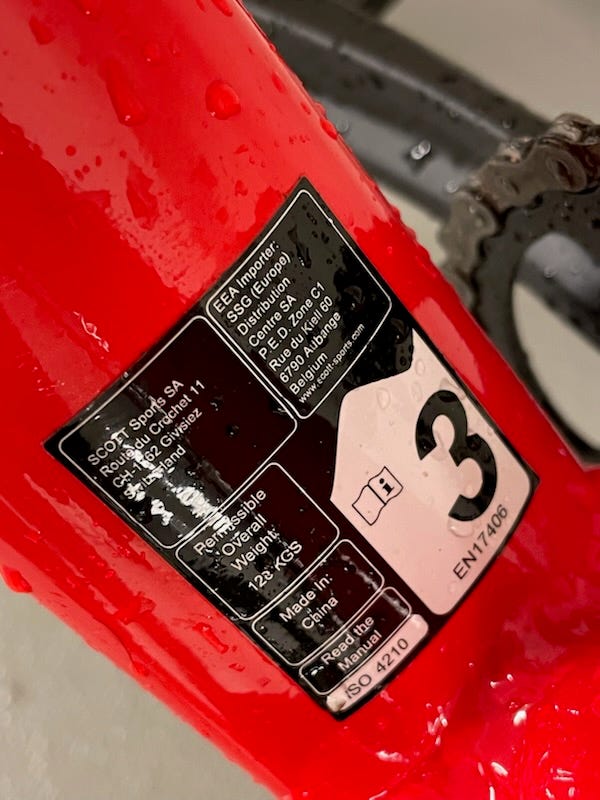 EEA Importer:
SSG (Europe)
Distribution
Centre SA
P.E.D. Zone C1
Rue du Kiell 60
6790 Aubange
Belgium
www.scott-sports.com
SCOTT Sports SA
Route du Crochet 11
CH-1762 Givisiez
Switzerland
Permissible
Overall
Weight:
128 KGS
Made in:
China
Read the
Manual
ISO 4210
3
i
EN17406